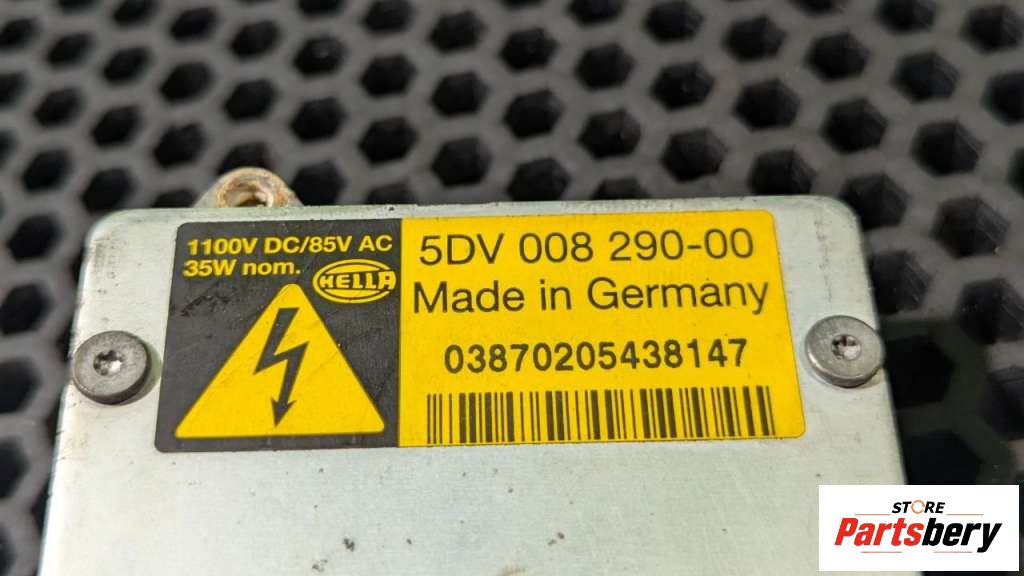 1100V DC/85V AC
35W nom.
HELLA
5DV 008 290-00
Made in Germany
03870205438147
STORE
Partsbery